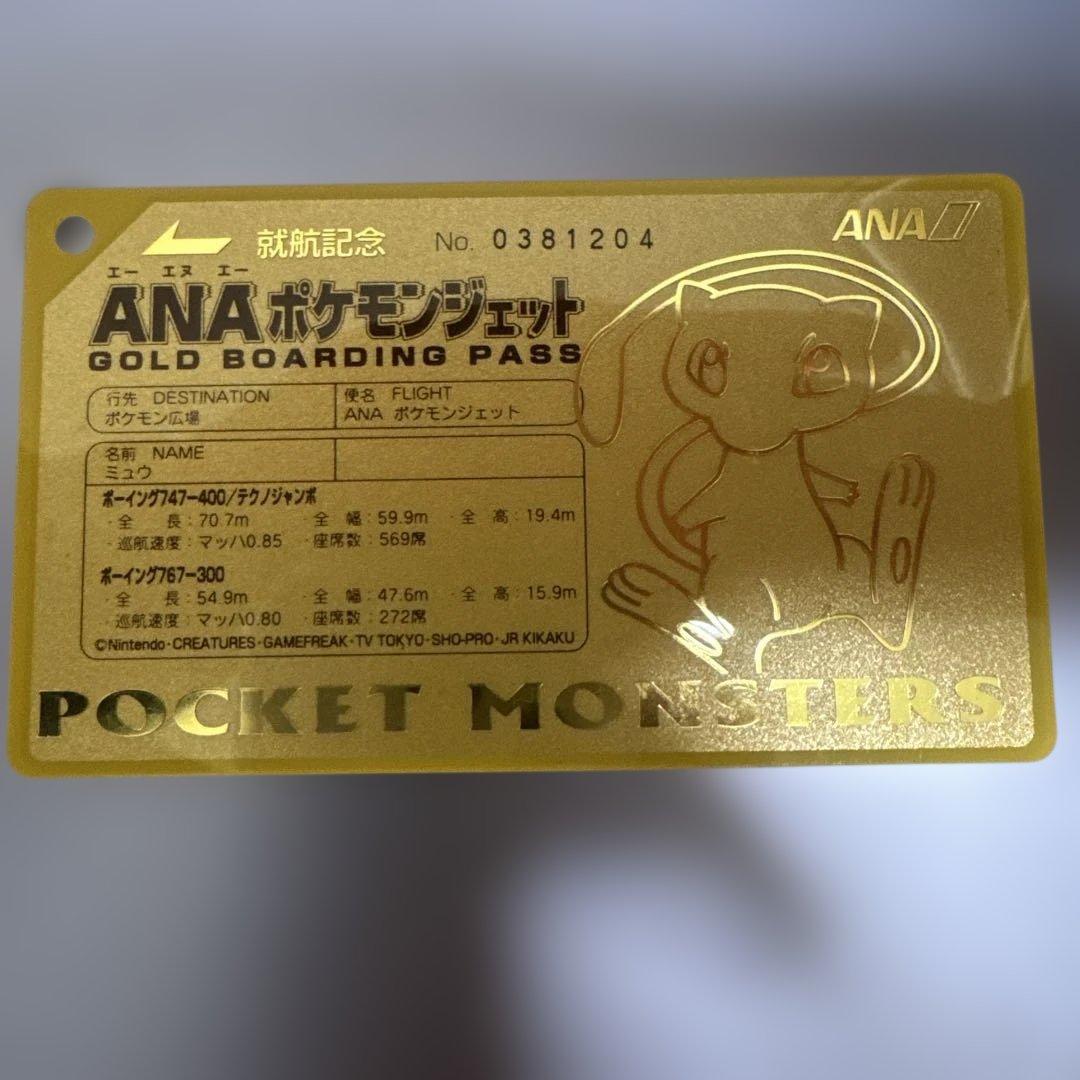 就航記念 No. 0381204 ANA
エー エヌ エー
ANAポケモンジェット
GOLD BOARDING PASS
行先 DESTINATION
ポケモン広場
便名 FLIGHT
ANA ポケモンジェット
名前 NAME
ミュウ
ボーイング747-400/テクノジャンボ
・全 長:70.7m ・全 幅:59.9m ・全 高:19.4m
・巡航速度:マッハ0.85 ・座席数:569席
ボーイング767-300
・全 長:54.9m ・全 幅:47.6m ・全 高:15.9m
・巡航速度:マッハ0.80 ・座席数:272席
©Nintendo・CREATURES・GAMEFREAK・TV TOKYO・SHO-PRO・JR KIKAKU
POCKET MONSTERS